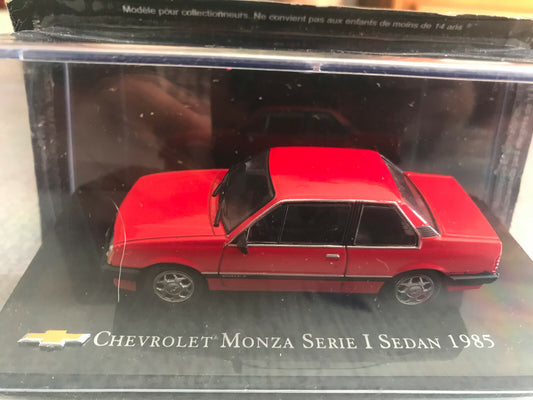 Modèle pour collectionneurs. Ne convient pas aux enfants de moins de 14 ans
CHEVROLET MONZA SERIE I SEDAN 1985